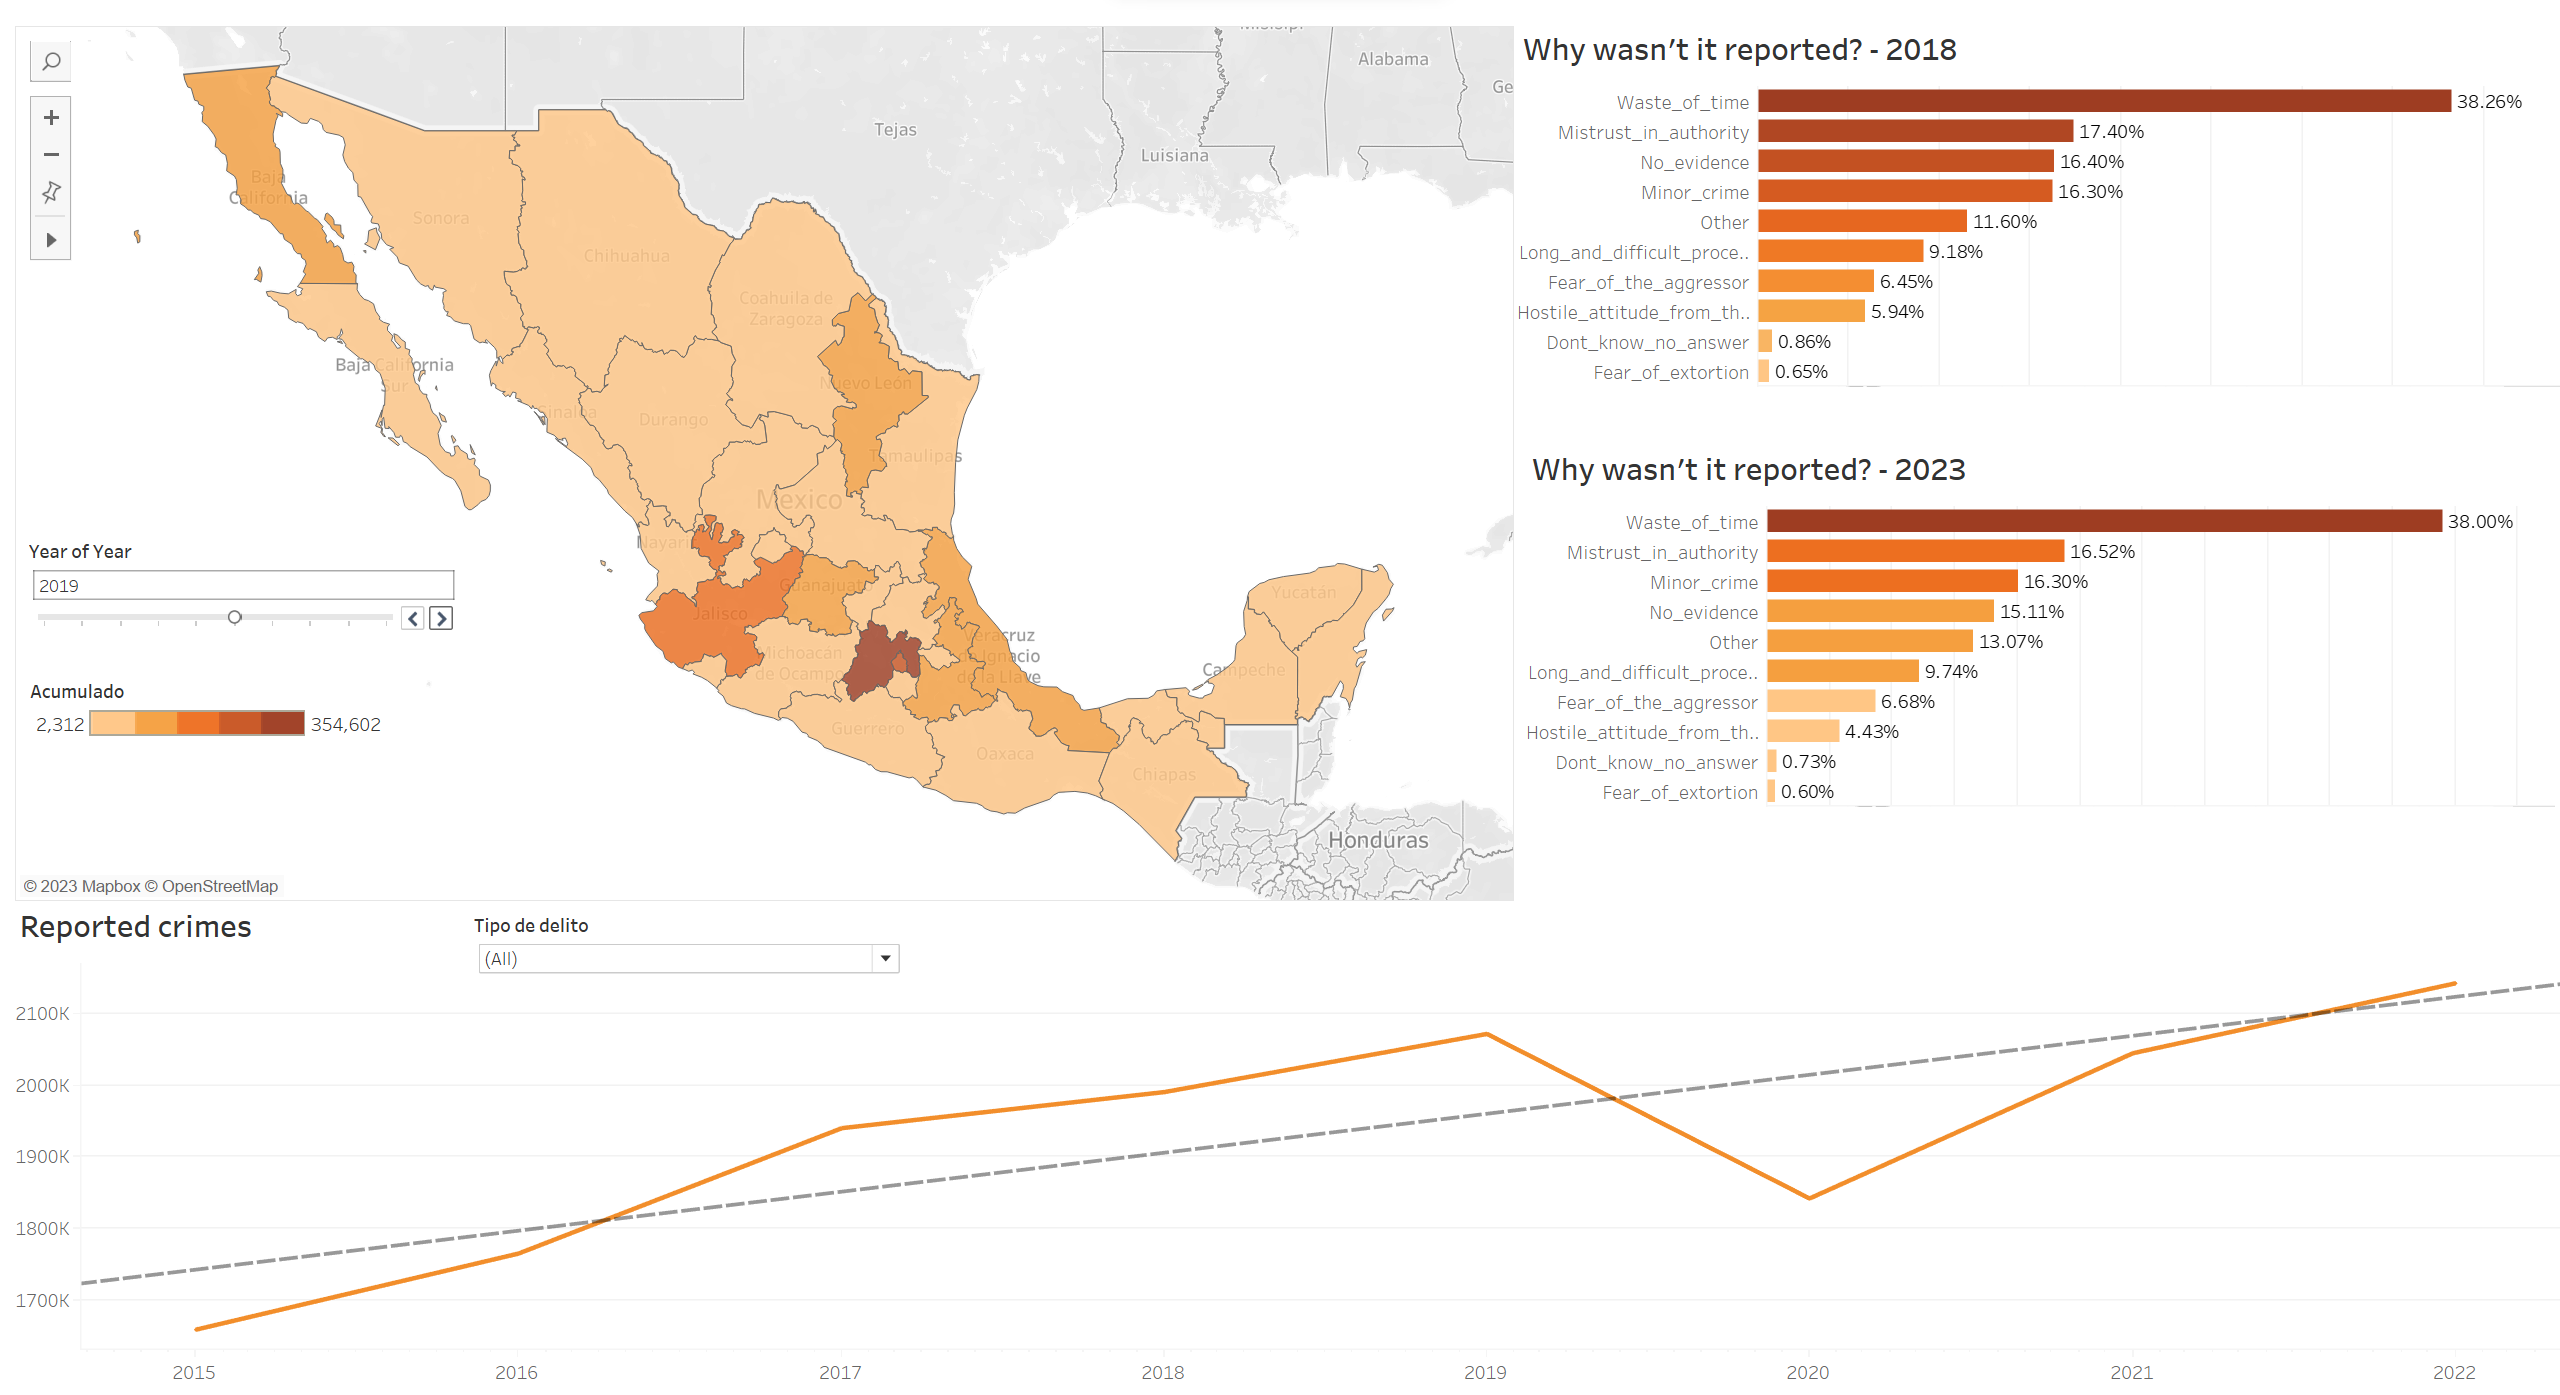 Misisipi
Alabama
Ge
Tejas
Luisiana
Baja
California
Sonora
Chihuahua
Coahuila de
Zaragoza
Baja California
Sur
Nuevo León
Sinaloa
Durango
Tamaulipas
Mexico
Nayari
Guanajuat
Jalisco
Michoacán
de Ocampo
Veracruz
de Ignacio
de la Llave
Yucatán
Campeche
Guerrero
Oaxaca
Chiapas
Honduras
Year of Year
2019
Acumulado
2,312
354,602
© 2023 Mapbox © OpenStreetMap
Why wasn’t it reported? - 2018
Waste_of_time 38.26%
Mistrust_in_authority 17.40%
No_evidence 16.40%
Minor_crime 16.30%
Other 11.60%
Long_and_difficult_proce.. 9.18%
Fear_of_the_aggressor 6.45%
Hostile_attitude_from_th.. 5.94%
Dont_know_no_answer 0.86%
Fear_of_extortion 0.65%
Why wasn’t it reported? - 2023
Waste_of_time 38.00%
Mistrust_in_authority 16.52%
Minor_crime 16.30%
No_evidence 15.11%
Other 13.07%
Long_and_difficult_proce.. 9.74%
Fear_of_the_aggressor 6.68%
Hostile_attitude_from_th.. 4.43%
Dont_know_no_answer 0.73%
Fear_of_extortion 0.60%
Reported crimes
Tipo de delito
(All)
2100K
2000K
1900K
1800K
1700K
2015 2016 2017 2018 2019 2020 2021 2022